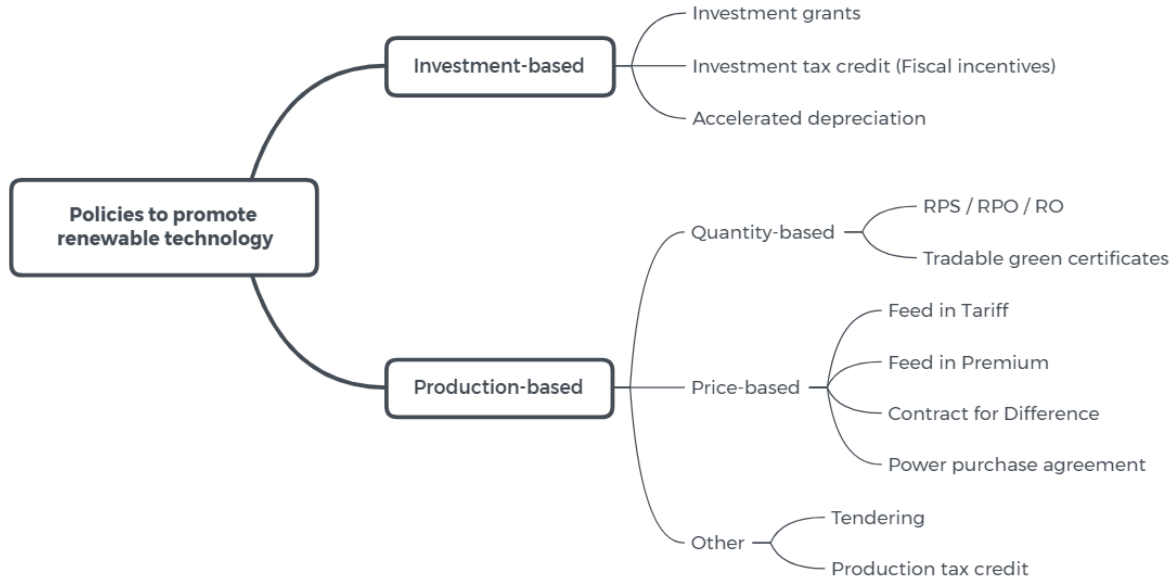 Policies to promote
renewable technology
Investment-based
Investment grants
Investment tax credit (Fiscal incentives)
Accelerated depreciation
Production-based
Quantity-based
RPS / RPO / RO
Tradable green certificates
Price-based
Feed in Tariff
Feed in Premium
Contract for Difference
Power purchase agreement
Other
Tendering
Production tax credit